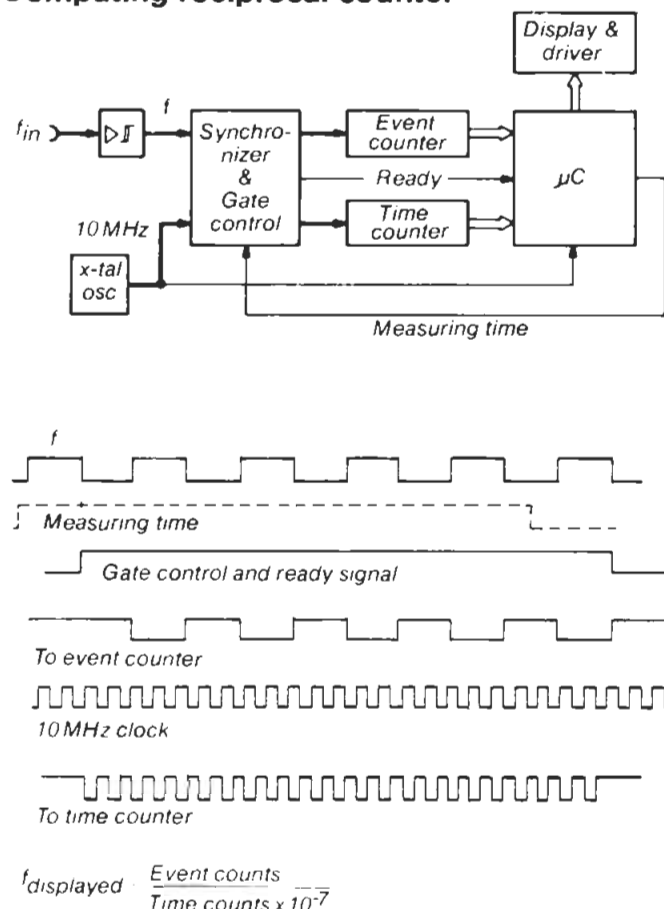 Computing reciprocal counter
Display &
driver
f
fin
Synchro-
nizer
&
Gate
control
Event
counter
Ready
μC
10 MHz
Time
counter
x-tal
osc
Measuring time
f
Measuring time
Gate control and ready signal
To event counter
10 MHz clock
To time counter
fdisplayed Event counts
Time counts x 10-7